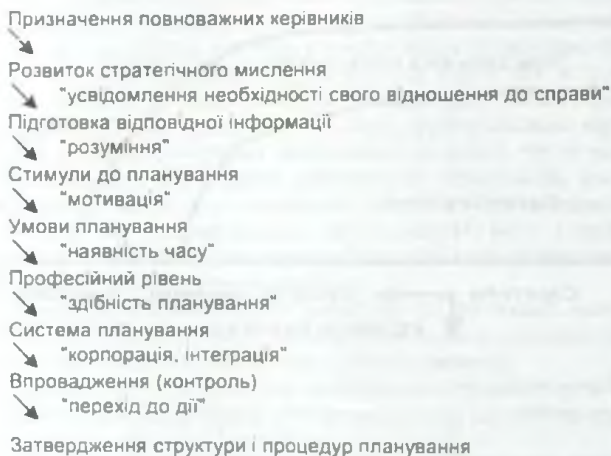 Призначення повноважних керівників
Розвиток стратегічного мислення
"усвідомлення необхідності свого відношення до справи"
Підготовка відповідної інформації
"розуміння"
Стимули до планування
"мотивація"
Умови планування
"наявність часу"
Професійний рівень
"здібність планування"
Система планування
"корпорація, інтеграція"
Впровадження (контроль)
"перехід до дії"
Затвердження структури і процедур планування